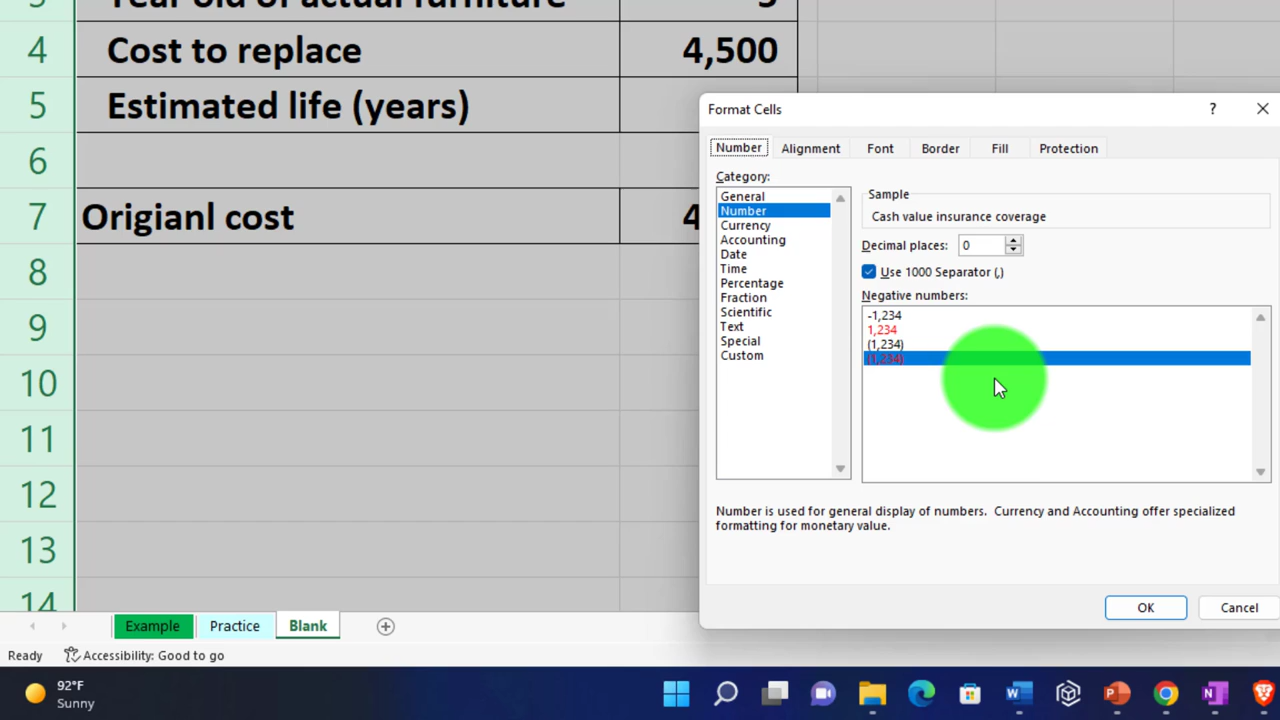 3 Year old of actual furniture 5
4 Cost to replace 4,500
5 Estimated life (years)
6
7 Origianl cost 4
8
9
10
11
12
13
14
Format Cells ?
Number Alignment Font Border Fill Protection
Category:
General
Number
Currency
Accounting
Date
Time
Percentage
Fraction
Scientific
Text
Special
Custom
Sample
Cash value insurance coverage
Decimal places: 0
Use 1000 Separator (,)
Negative numbers:
-1,234
1,234
(1,234)
(1,234)
Number is used for general display of numbers. Currency and Accounting offer specialized
formatting for monetary value.
OK Cancel
Example Practice Blank
Ready Accessibility: Good to go
92°F
Sunny